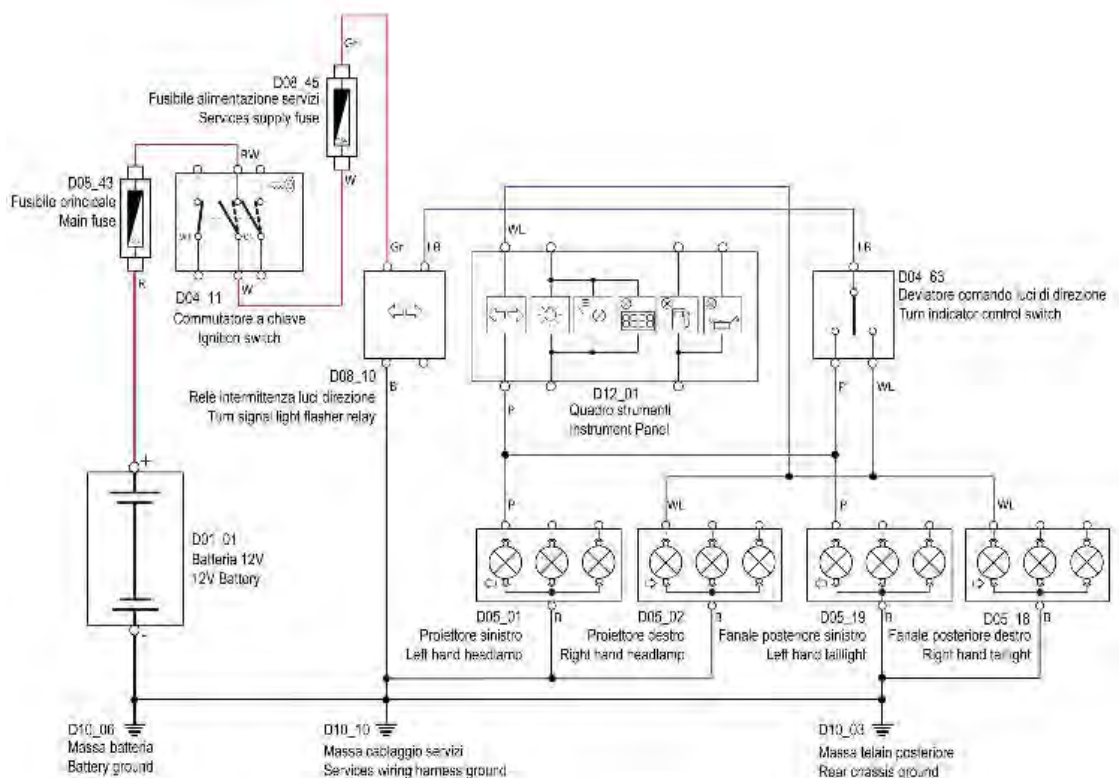 Gr
D08_45
Fusibile alimentazione servizi
Services supply fuse
W
RW
D08_43
Fusibile principale
Main fuse
R
W
D04_11
Commutatore a chiave
Ignition switch
Gr
LB
D08_10
Relè intermittenza luci direzione
Turn signal light flasher relay
B
WL
D12_01
Quadro strumenti
Instrument Panel
P
LB
D04_63
Deviatore comando luci di direzione
Turn indicator control switch
P
WL
+
D01_01
Batteria 12V
12V Battery
-
P
WL
P
WL
D05_01
B
Proiettore sinistro
Left hand headlamp
D05_02
B
Proiettore destro
Right hand headlamp
D05_19
B
Fanale posteriore sinistro
Left hand taillight
D05_18
B
Fanale posteriore destro
Right hand taillight
D10_06
Massa batteria
Battery ground
D10_10
Massa cablaggio servizi
Services wiring harness ground
D10_03
Massa telaio posteriore
Rear chassis ground